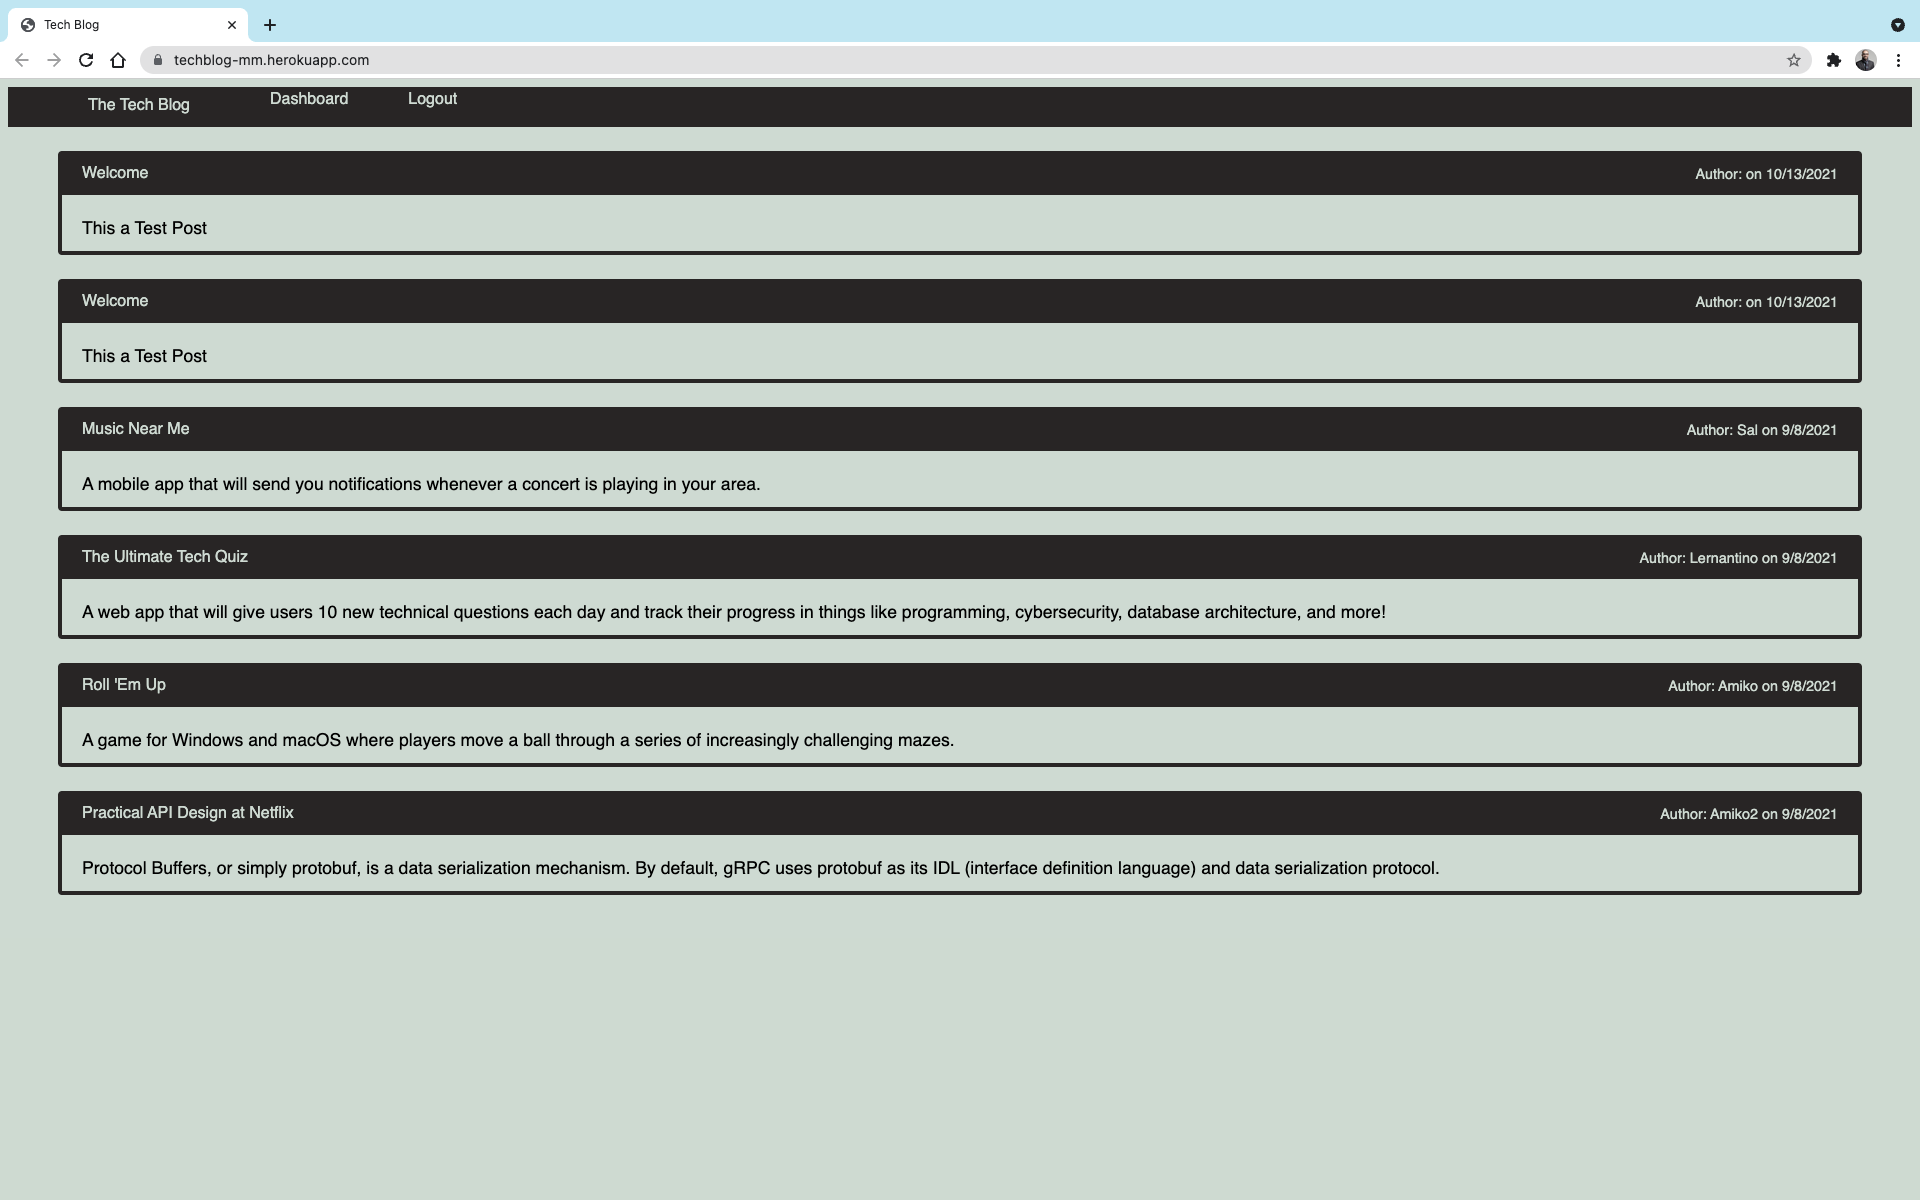 Tech Blog
techblog-mm.herokuapp.com
The Tech Blog Dashboard Logout
Welcome Author: on 10/13/2021
This a Test Post
Welcome Author: on 10/13/2021
This a Test Post
Music Near Me Author: Sal on 9/8/2021
A mobile app that will send you notifications whenever a concert is playing in your area.
The Ultimate Tech Quiz Author: Lernantino on 9/8/2021
A web app that will give users 10 new technical questions each day and track their progress in things like programming, cybersecurity, database architecture, and more!
Roll 'Em Up Author: Amiko on 9/8/2021
A game for Windows and macOS where players move a ball through a series of increasingly challenging mazes.
Practical API Design at Netflix Author: Amiko2 on 9/8/2021
Protocol Buffers, or simply protobuf, is a data serialization mechanism. By default, gRPC uses protobuf as its IDL (interface definition language) and data serialization protocol.